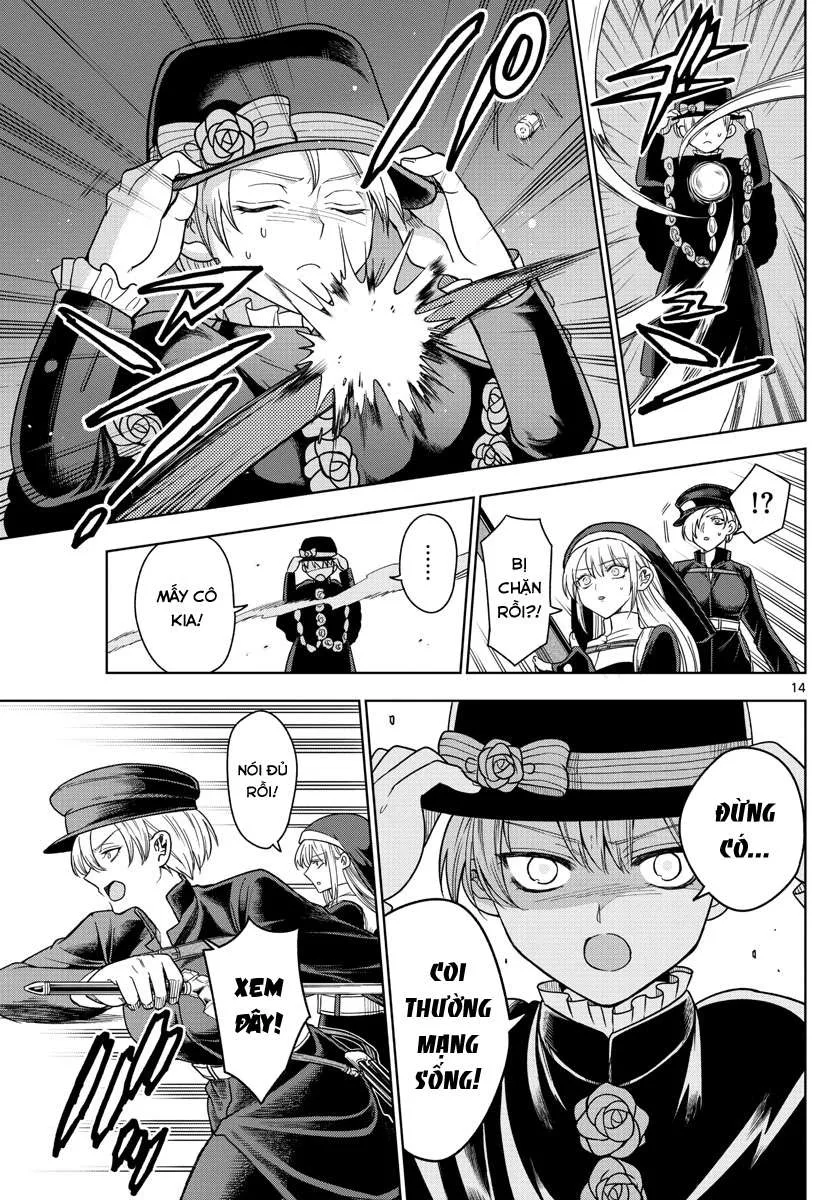 !?
BỊ
CHẶN
RỒI?!
......
MẤY CÔ
KIA!
14
ĐỪNG
CÓ...
COI
THƯỜNG
MẠNG
SỐNG!
NÓI ĐỦ
RỒI!
XEM
ĐÂY!